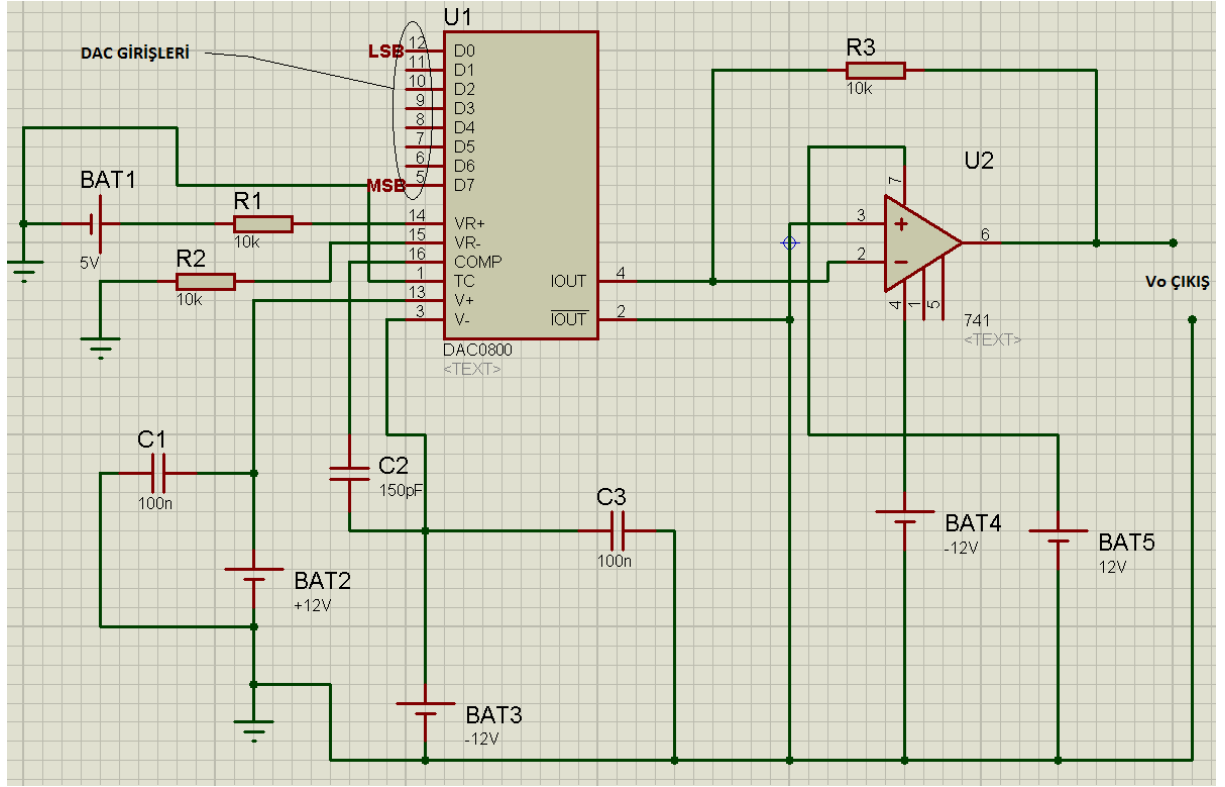 DAC GİRİŞLERİ
LSB
MSB
U1
12 D0
11 D1
10 D2
9 D3
8 D4
7 D5
6 D6
5 D7
14 VR+
15 VR-
16 COMP
1 TC
13 V+
3 V-
IOUT 4
IOUT 2
DAC0800
<TEXT>
BAT1
5V
R1
10k
R2
10k
R3
10k
U2
7
3
2
6
4
1
5
741
<TEXT>
Vo ÇIKIŞ
C1
100n
C2
150pF
C3
100n
BAT2
+12V
BAT3
-12V
BAT4
-12V
BAT5
12V